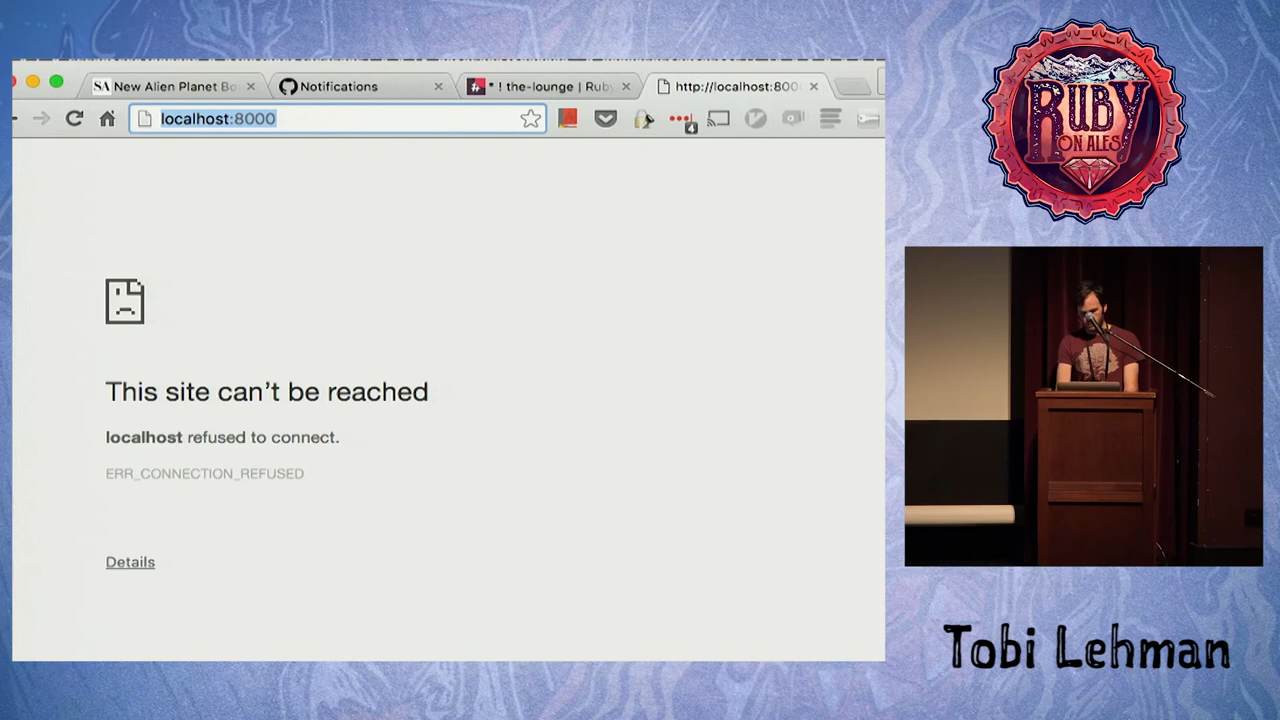 New Alien Planet Bo
Notifications
* ! the-lounge | Ruby
http://localhost:800
localhost:8000
4
This site can't be reached
localhost refused to connect.
ERR_CONNECTION_REFUSED
Details
RUBY
ON ALES
Tobi Lehman